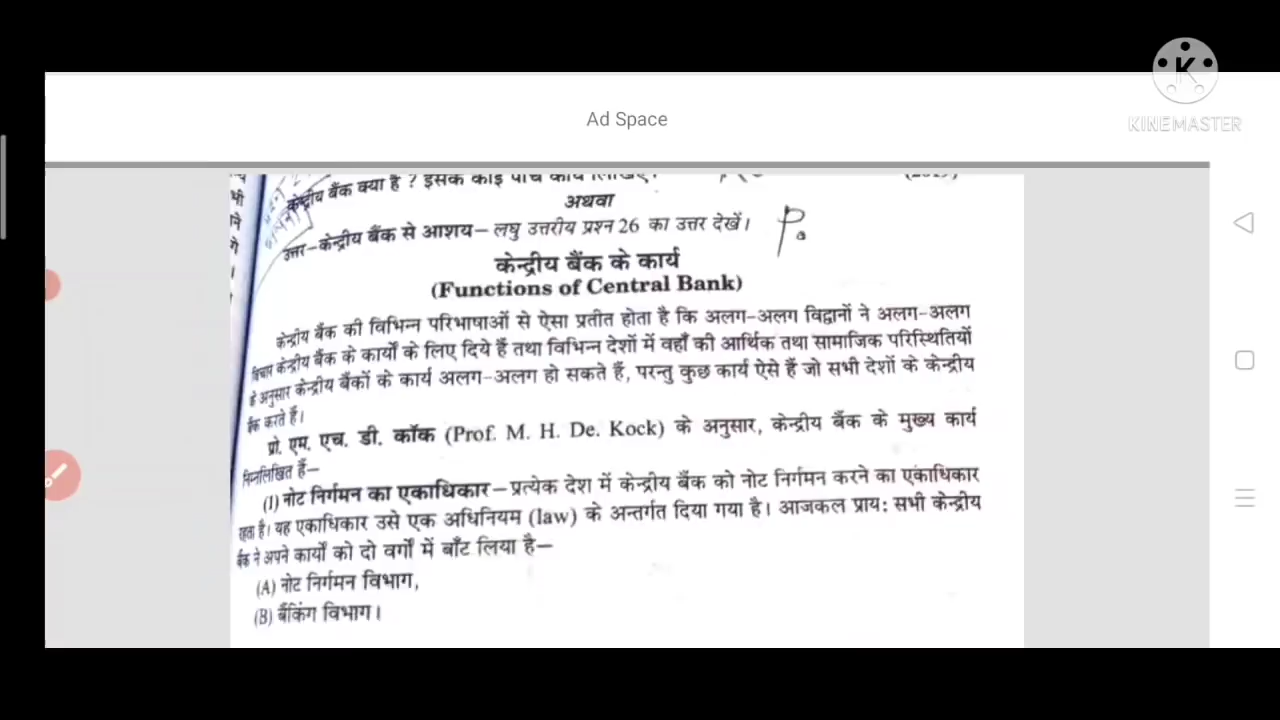 KINEMASTER
Ad Space
केन्द्रीय बैंक क्या है ? इसके कोई पाँच कार्य लिखिए।
अथवा
उत्तर–केन्द्रीय बैंक से आशय– लघु उत्तरीय प्रश्न 26 का उत्तर देखें।
केन्द्रीय बैंक के कार्य
(Functions of Central Bank)
केन्द्रीय बैंक की विभिन्न परिभाषाओं से ऐसा प्रतीत होता है कि अलग-अलग विद्वानों ने अलग-अलग
विचार केन्द्रीय बैंक के कार्यों के लिए दिये हैं तथा विभिन्न देशों में वहाँ की आर्थिक तथा सामाजिक परिस्थितियों
के अनुसार केन्द्रीय बैंकों के कार्य अलग-अलग हो सकते हैं, परन्तु कुछ कार्य ऐसे हैं जो सभी देशों के केन्द्रीय
बैंक करते हैं।
प्रो. एम. एच. डी. कॉक (Prof. M. H. De. Kock) के अनुसार, केन्द्रीय बैंक के मुख्य कार्य
निम्नलिखित हैं–
(1) नोट निर्गमन का एकाधिकार–प्रत्येक देश में केन्द्रीय बैंक को नोट निर्गमन करने का एकाधिकार
रहता है। यह एकाधिकार उसे एक अधिनियम (law) के अन्तर्गत दिया गया है। आजकल प्राय: सभी केन्द्रीय
बैंक ने अपने कार्यों को दो वर्गों में बाँट लिया है–
(A) नोट निर्गमन विभाग,
(B) बैंकिंग विभाग।